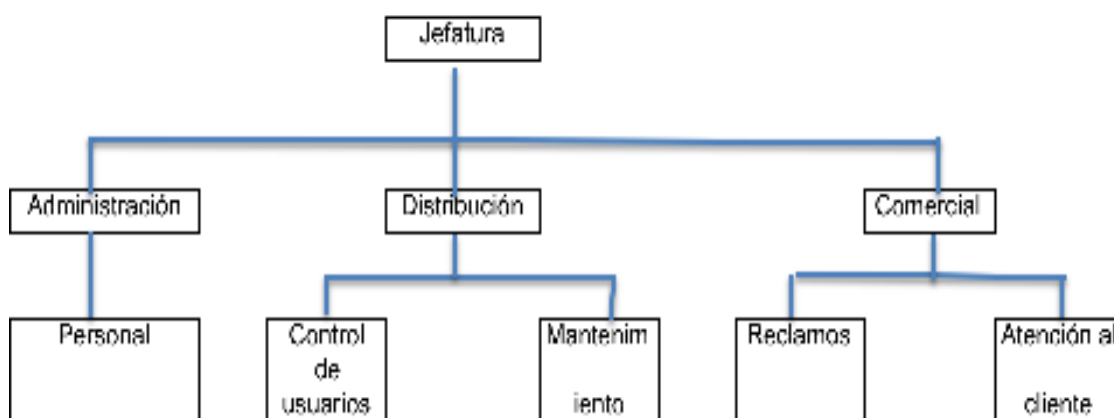 Jefatura
Administración
Distribución
Comercial
Personal
Control
de
usuarios
Mantenim
iento
Reclamos
Atención al
cliente